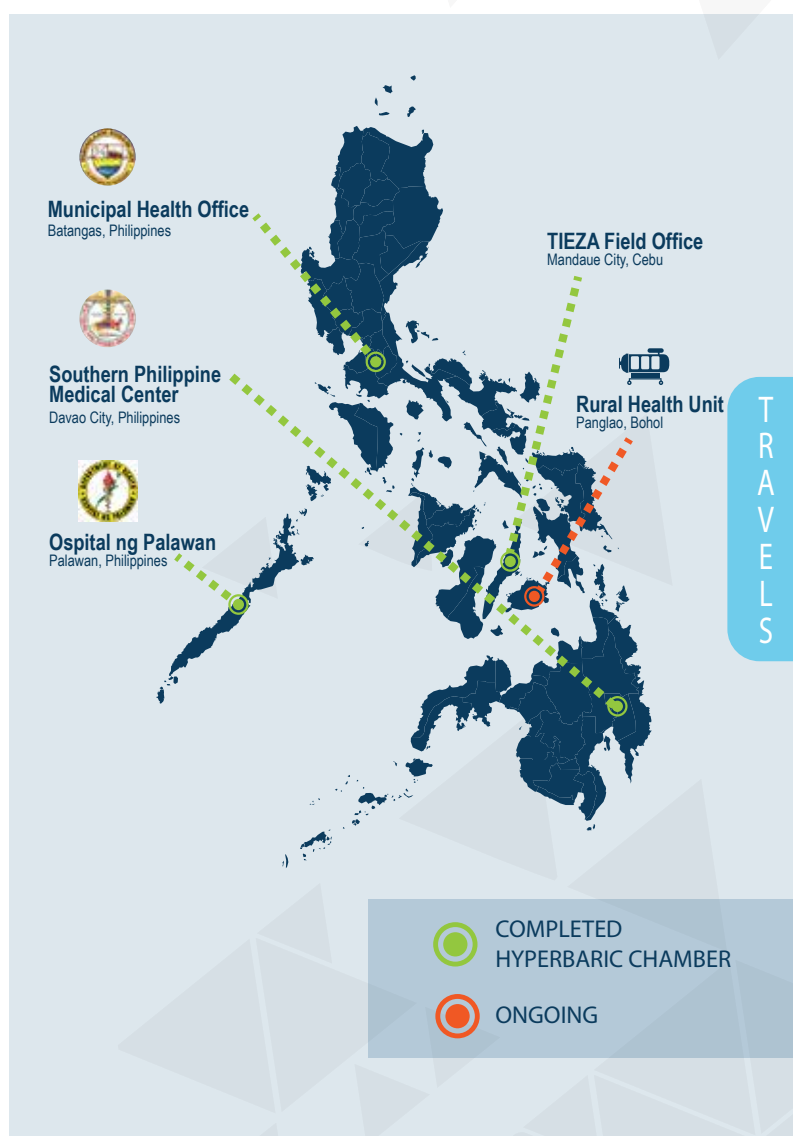 Municipal Health Office
Batangas, Philippines
TIEZA Field Office
Mandaue City, Cebu
Southern Philippine
Medical Center
Davao City, Philippines
Rural Health Unit
Panglao, Bohol
Ospital ng Palawan
Palawan, Philippines
TRAVELS
COMPLETED
HYPERBARIC CHAMBER
ONGOING